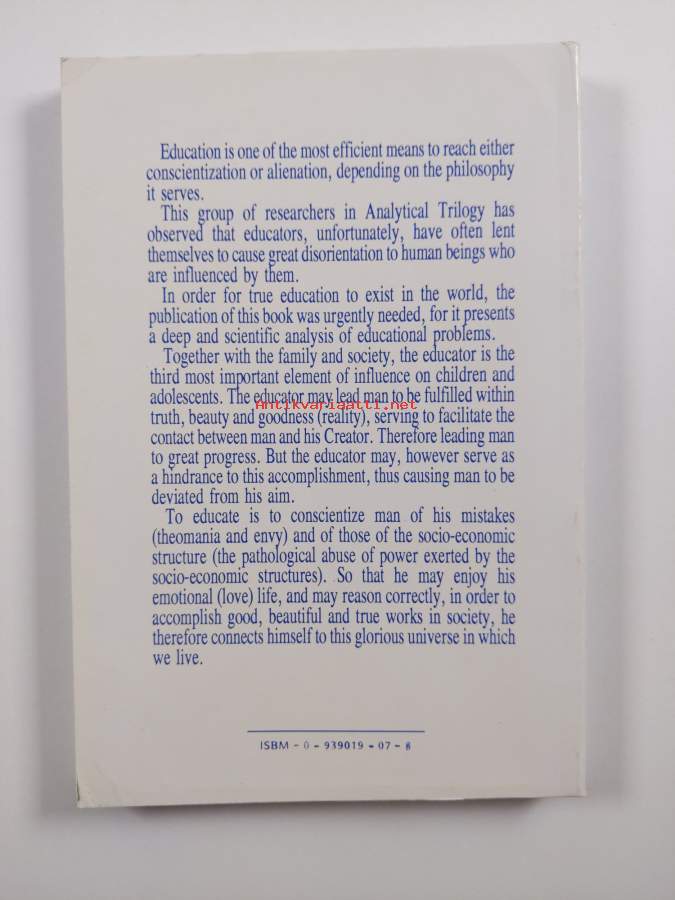 Education is one of the most efficient means to reach either
conscientization or alienation, depending on the philosophy
it serves.
This group of researchers in Analytical Trilogy has
observed that educators, unfortunately, have often lent
themselves to cause great disorientation to human beings who
are influenced by them.
In order for true education to exist in the world, the
publication of this book was urgently needed, for it presents
a deep and scientific analysis of educational problems.
Together with the family and society, the educator is the
third most important element of influence on children and
adolescents. The educator may lead man to be fulfilled within
Antikvariaatti.net
truth, beauty and goodness (reality), serving to facilitate the
contact between man and his Creator. Therefore leading man
to great progress. But the educator may, however serve as
a hindrance to this accomplishment, thus causing man to be
deviated from his aim.
To educate is to conscientize man of his mistakes
(theomania and envy) and of those of the socio-economic
structure (the pathological abuse of power exerted by the
socio-economic structures). So that he may enjoy his
emotional (love) life, and may reason correctly, in order to
accomplish good, beautiful and true works in society, he
therefore connects himself to this glorious universe in which
we live.
ISBM - 0 - 939019 - 07 - 8